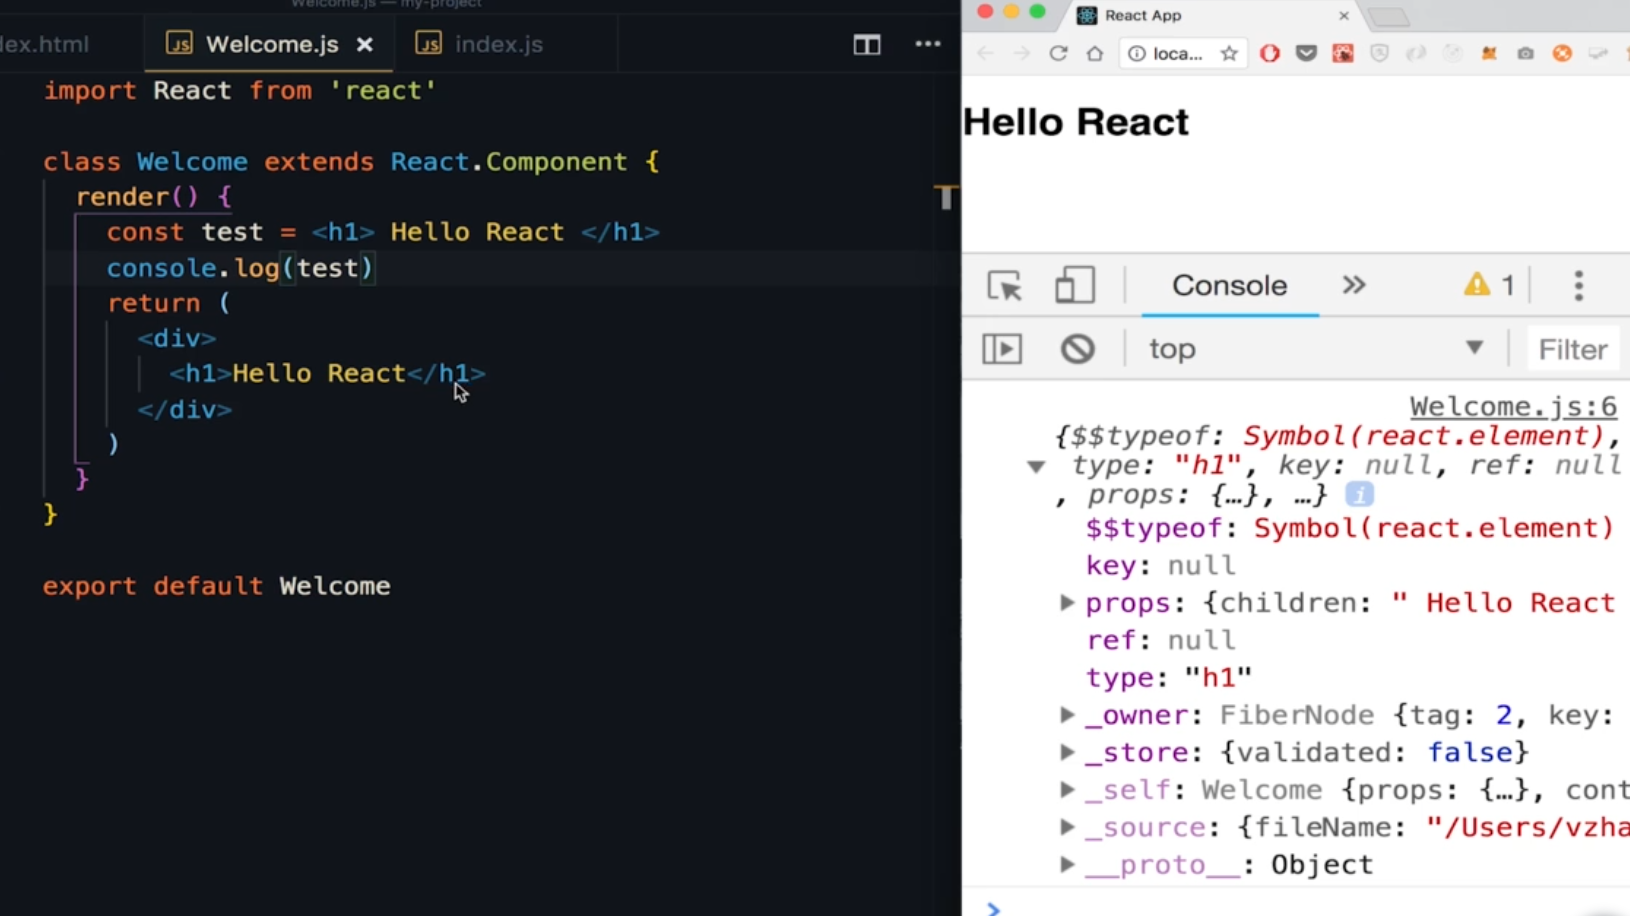 Welcome.js — my-project
dex.html
JS Welcome.js ×
JS index.js
import React from 'react'
class Welcome extends React.Component {
render() {
const test = <h1> Hello React </h1>
console.log(test)
return (
<div>
<h1>Hello React</h1>
</div>
)
}
}
export default Welcome
React App
loca...
Hello React
Console
1
top
Filter
Welcome.js:6
{$$typeof: Symbol(react.element),
type: "h1", key: null, ref: null
, props: {…}, …}
$$typeof: Symbol(react.element)
key: null
props: {children: " Hello React
ref: null
type: "h1"
_owner: FiberNode {tag: 2, key:
_store: {validated: false}
_self: Welcome {props: {…}, cont
_source: {fileName: "/Users/vzha
__proto__: Object